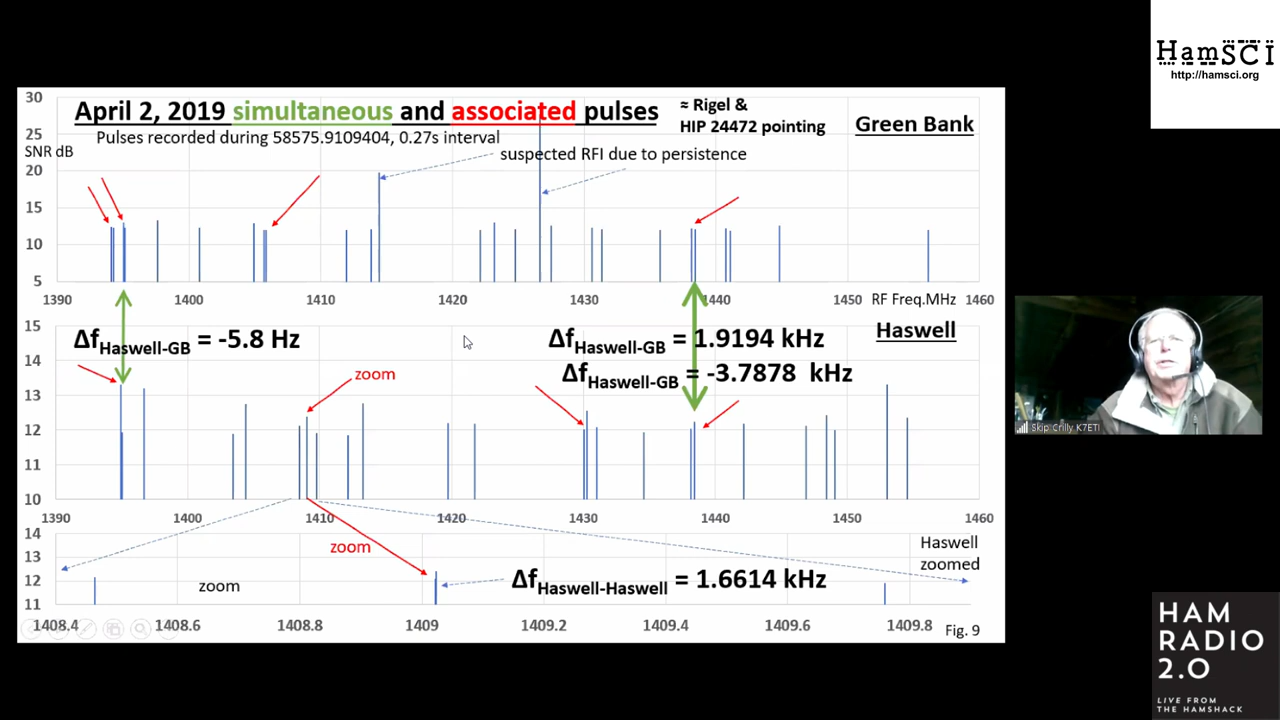 30
April 2, 2019 simultaneous and associated pulses
≈ Rigel &
HIP 24472 pointing
Green Bank
25
Pulses recorded during 58575.9109404, 0.27s interval
SNR dB
suspected RFI due to persistence
20
15
10
5
1390 1400 1410 1420 1430 1440 1450 RF Freq.MHz 1460
15
ΔfHaswell-GB = -5.8 Hz
ΔfHaswell-GB = 1.9194 kHz
Haswell
14
ΔfHaswell-GB = -3.7878 kHz
zoom
13
12
11
10
1390 1400 1410 1420 1430 1440 1450 1460
14
zoom
Haswell
zoomed
13
12
zoom
ΔfHaswell-Haswell = 1.6614 kHz
11
1408.4 1408.6 1408.8 1409 1409.2 1409.4 1409.6 1409.8
Fig. 9
HamSCI
http://hamsci.org
Skip Crilly K7ETI
HAM
RADIO
2.0
LIVE FROM
THE HAMSHACK